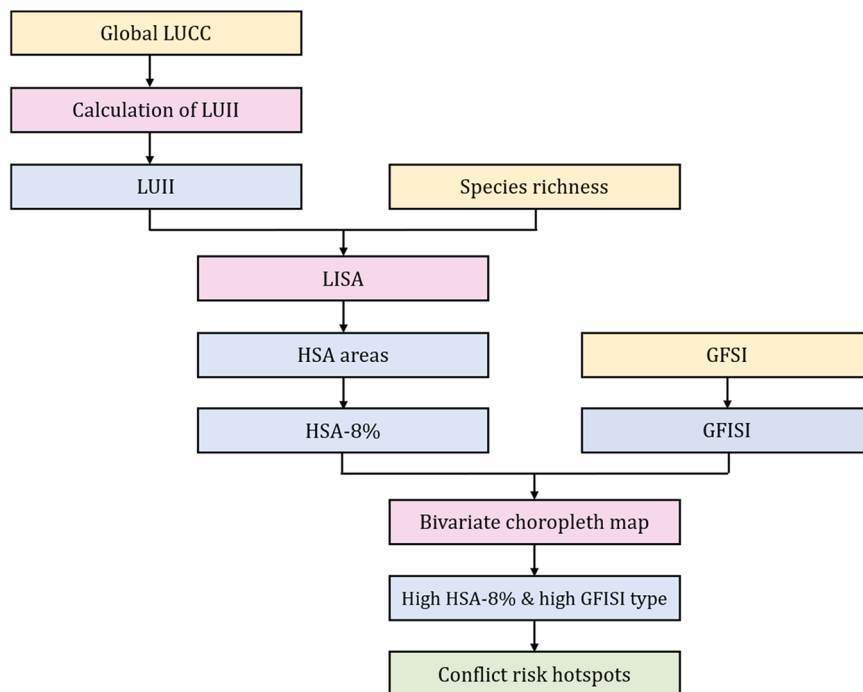 Global LUCC
Calculation of LUII
LUII
Species richness
LISA
HSA areas
GFSI
HSA-8%
GFISI
Bivariate choropleth map
High HSA-8% & high GFISI type
Conflict risk hotspots